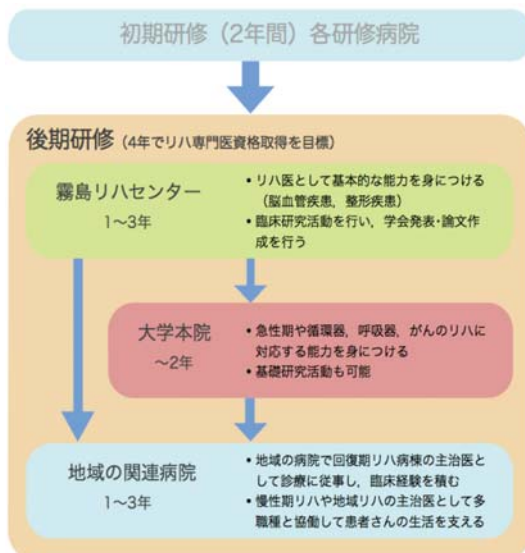 初期研修（2年間）各研修病院
後期研修（4年でリハ専門医資格取得を目標）
霧島リハセンター
1〜3年
• リハ医として基本的な能力を身につける
（脳血管疾患，整形疾患）
• 臨床研究活動を行い，学会発表・論文作
成を行う
大学本院
〜2年
• 急性期や循環器，呼吸器，がんのリハに
対応する能力を身につける
• 基礎研究活動も可能
地域の関連病院
1〜3年
• 地域の病院で回復期リハ病棟の主治医と
して診療に従事し，臨床経験を積む
• 慢性期リハや地域リハの主治医として多
職種と協働して患者さんの生活を支える